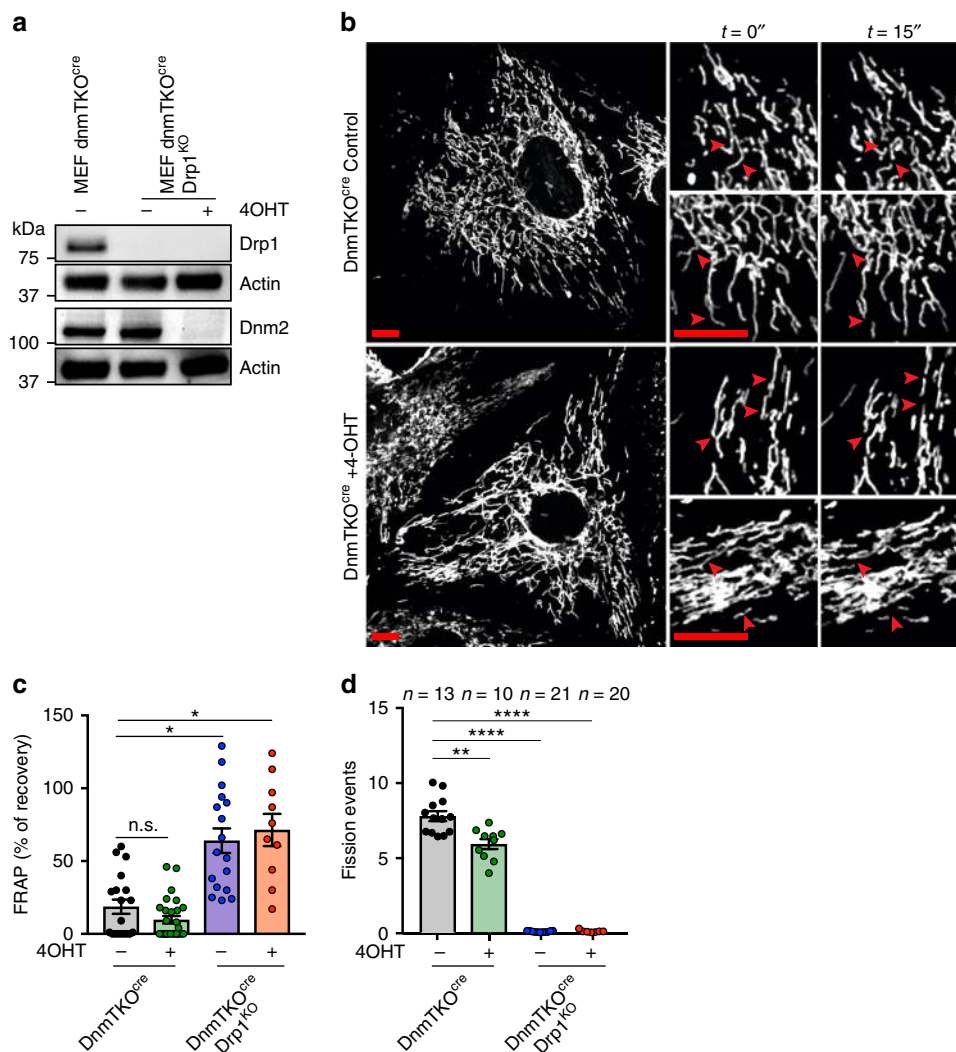 a
MEF dnmTKOcre
MEF dnmTKOcre
Drp1KO
– – + 4OHT
kDa
75
Drp1
37
Actin
100
Dnm2
37
Actin
b
t = 0″ t = 15″
DnmTKOcre Control
DnmTKOcre +4-OHT
c
FRAP (% of recovery)
150
100
50
0
*
*
n.s.
4OHT – + – +
DnmTKOcre
DnmTKOcre
Drp1KO
d
n = 13 n = 10 n = 21 n = 20
Fission events
15
10
5
0
****
****
**
4OHT – + – +
DnmTKOcre
DnmTKOcre
Drp1KO